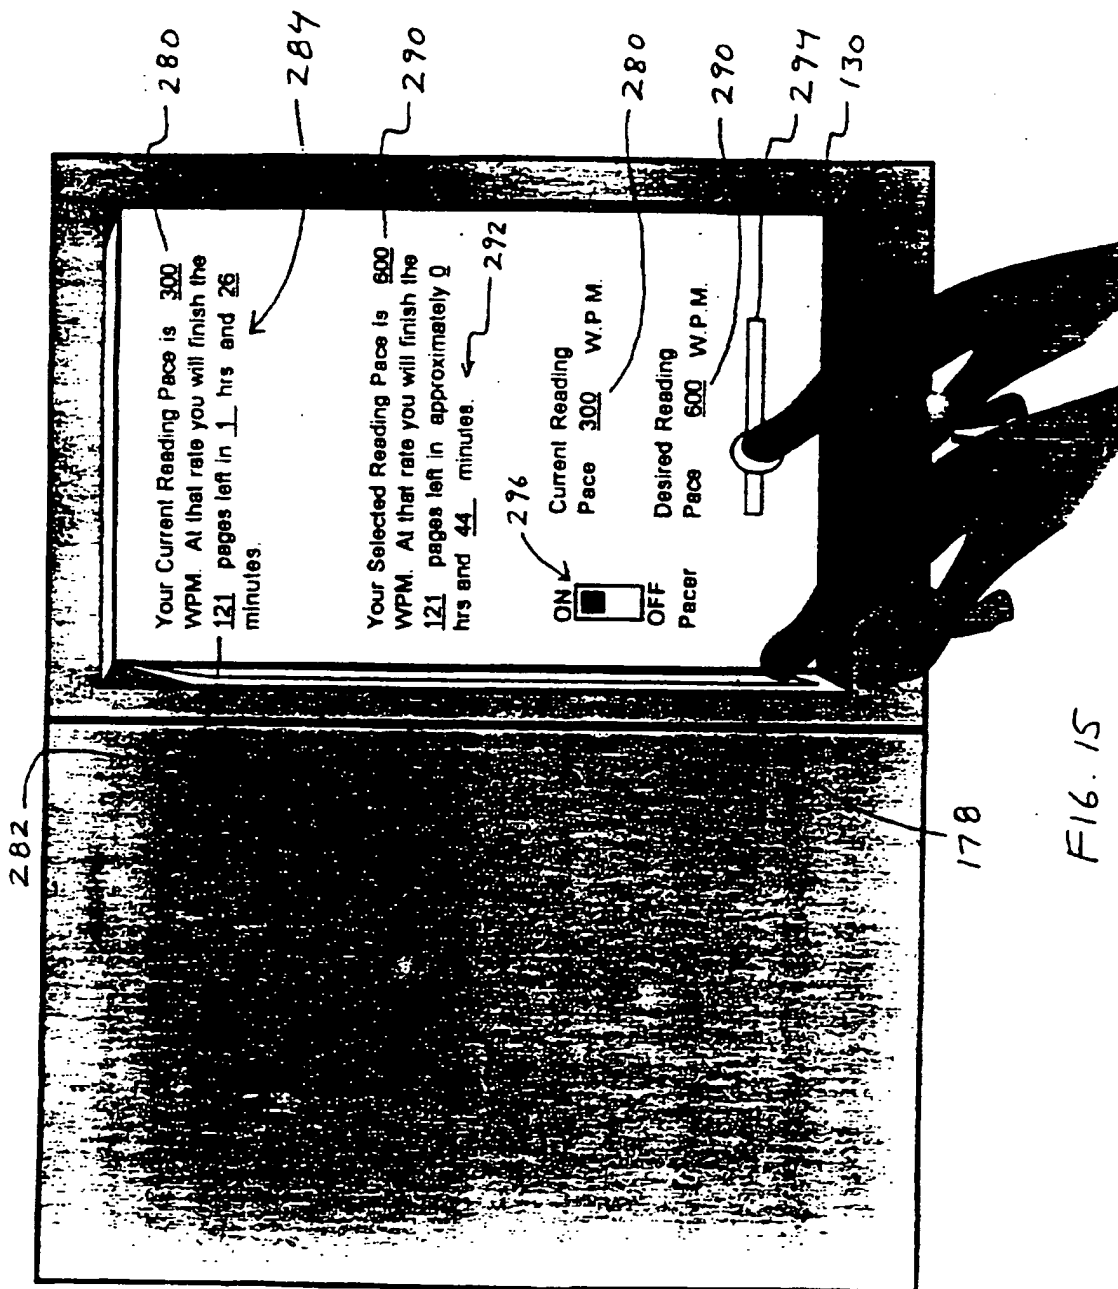 282
Your Current Reading Pace is 300
WPM. At that rate you will finish the
121 pages left in 1 hrs and 26
minutes.
280
284
Your Selected Reading Pace is 600
WPM. At that rate you will finish the
121 pages left in approximately 0
hrs and 44 minutes.
290
292
296
ON
OFF
Pacer
Current Reading
Pace 300 W.P.M.
280
Desired Reading
Pace 600 W.P.M.
290
294
130
178
FIG. 15